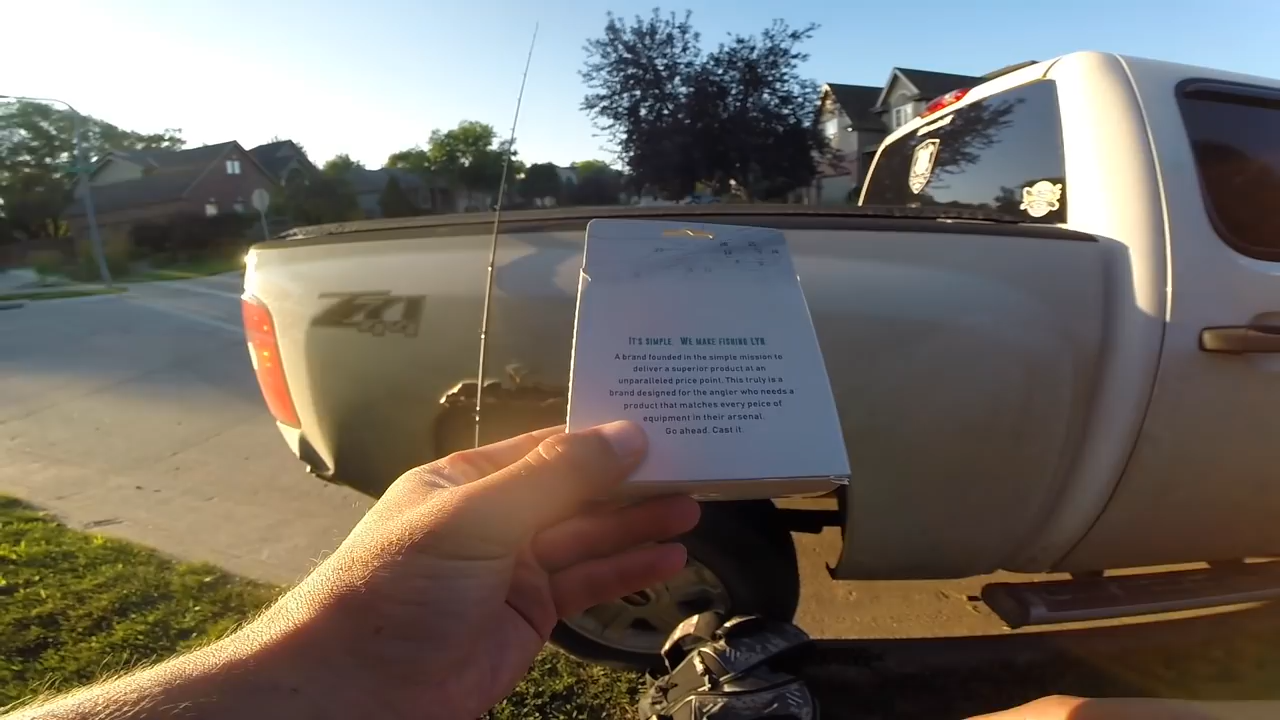 Z71
4x4
IT'S SIMPLE. WE MAKE FISHING LYN
A brand founded in the simple mission to
deliver a superior product at an
unparalleled price point. This truly is a
brand designed for the angler who needs a
product that matches every peice of
equipment in their arsenal.
Go ahead. Cast it.